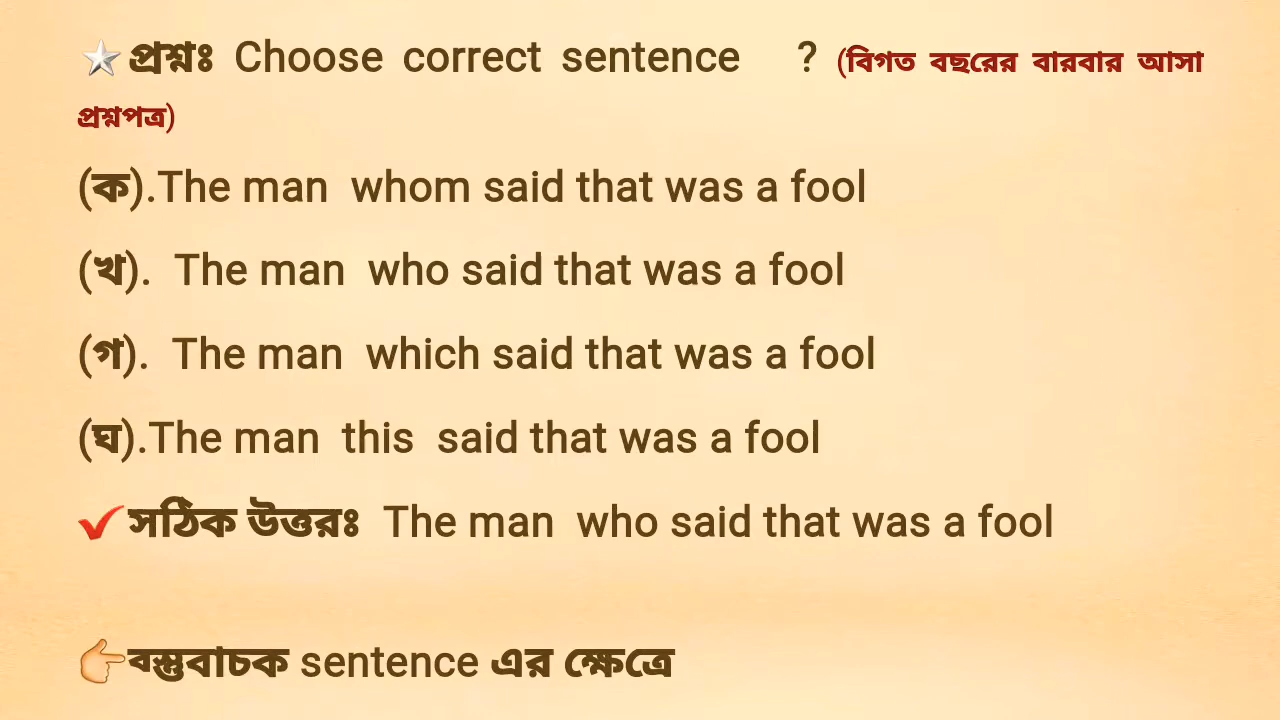 প্রশ্নঃ Choose correct sentence ? (বিগত বছরের বারবার আসা
প্রশ্নপত্র)
(ক).The man whom said that was a fool
(খ). The man who said that was a fool
(গ). The man which said that was a fool
(ঘ).The man this said that was a fool
সঠিক উত্তরঃ The man who said that was a fool
বস্তুবাচক sentence এর ক্ষেত্রে